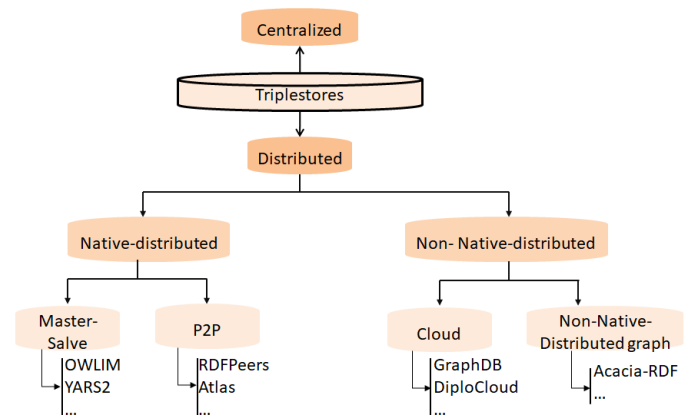 Centralized
Triplestores
Distributed
Native-distributed
Non- Native-distributed
Master-
Salve
P2P
Cloud
Non-Native-
Distributed graph
OWLIM
YARS2
...
RDFPeers
Atlas
...
GraphDB
DiploCloud
...
Acacia-RDF
...